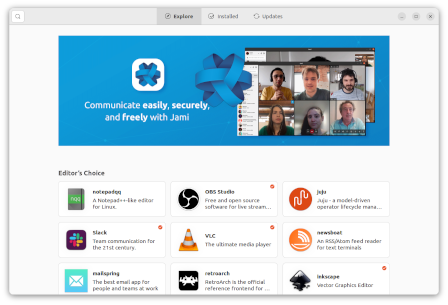 Explore
Installed
Updates
Communicate easily, securely,
and freely with Jami
Editor's Choice
notepadqq
A Notepad++-like editor
for Linux.
OBS Studio
Free and open source
software for live stream...
juju
Juju - a model-driven
operator lifecycle mana...
Slack
Team communication for
the 21st century.
VLC
The ultimate media player
newsboat
An RSS/Atom feed reader
for text terminals
mailspring
The best email app for
people and teams at work
retroarch
RetroArch is the official
reference frontend for ...
inkscape
Vector Graphics Editor